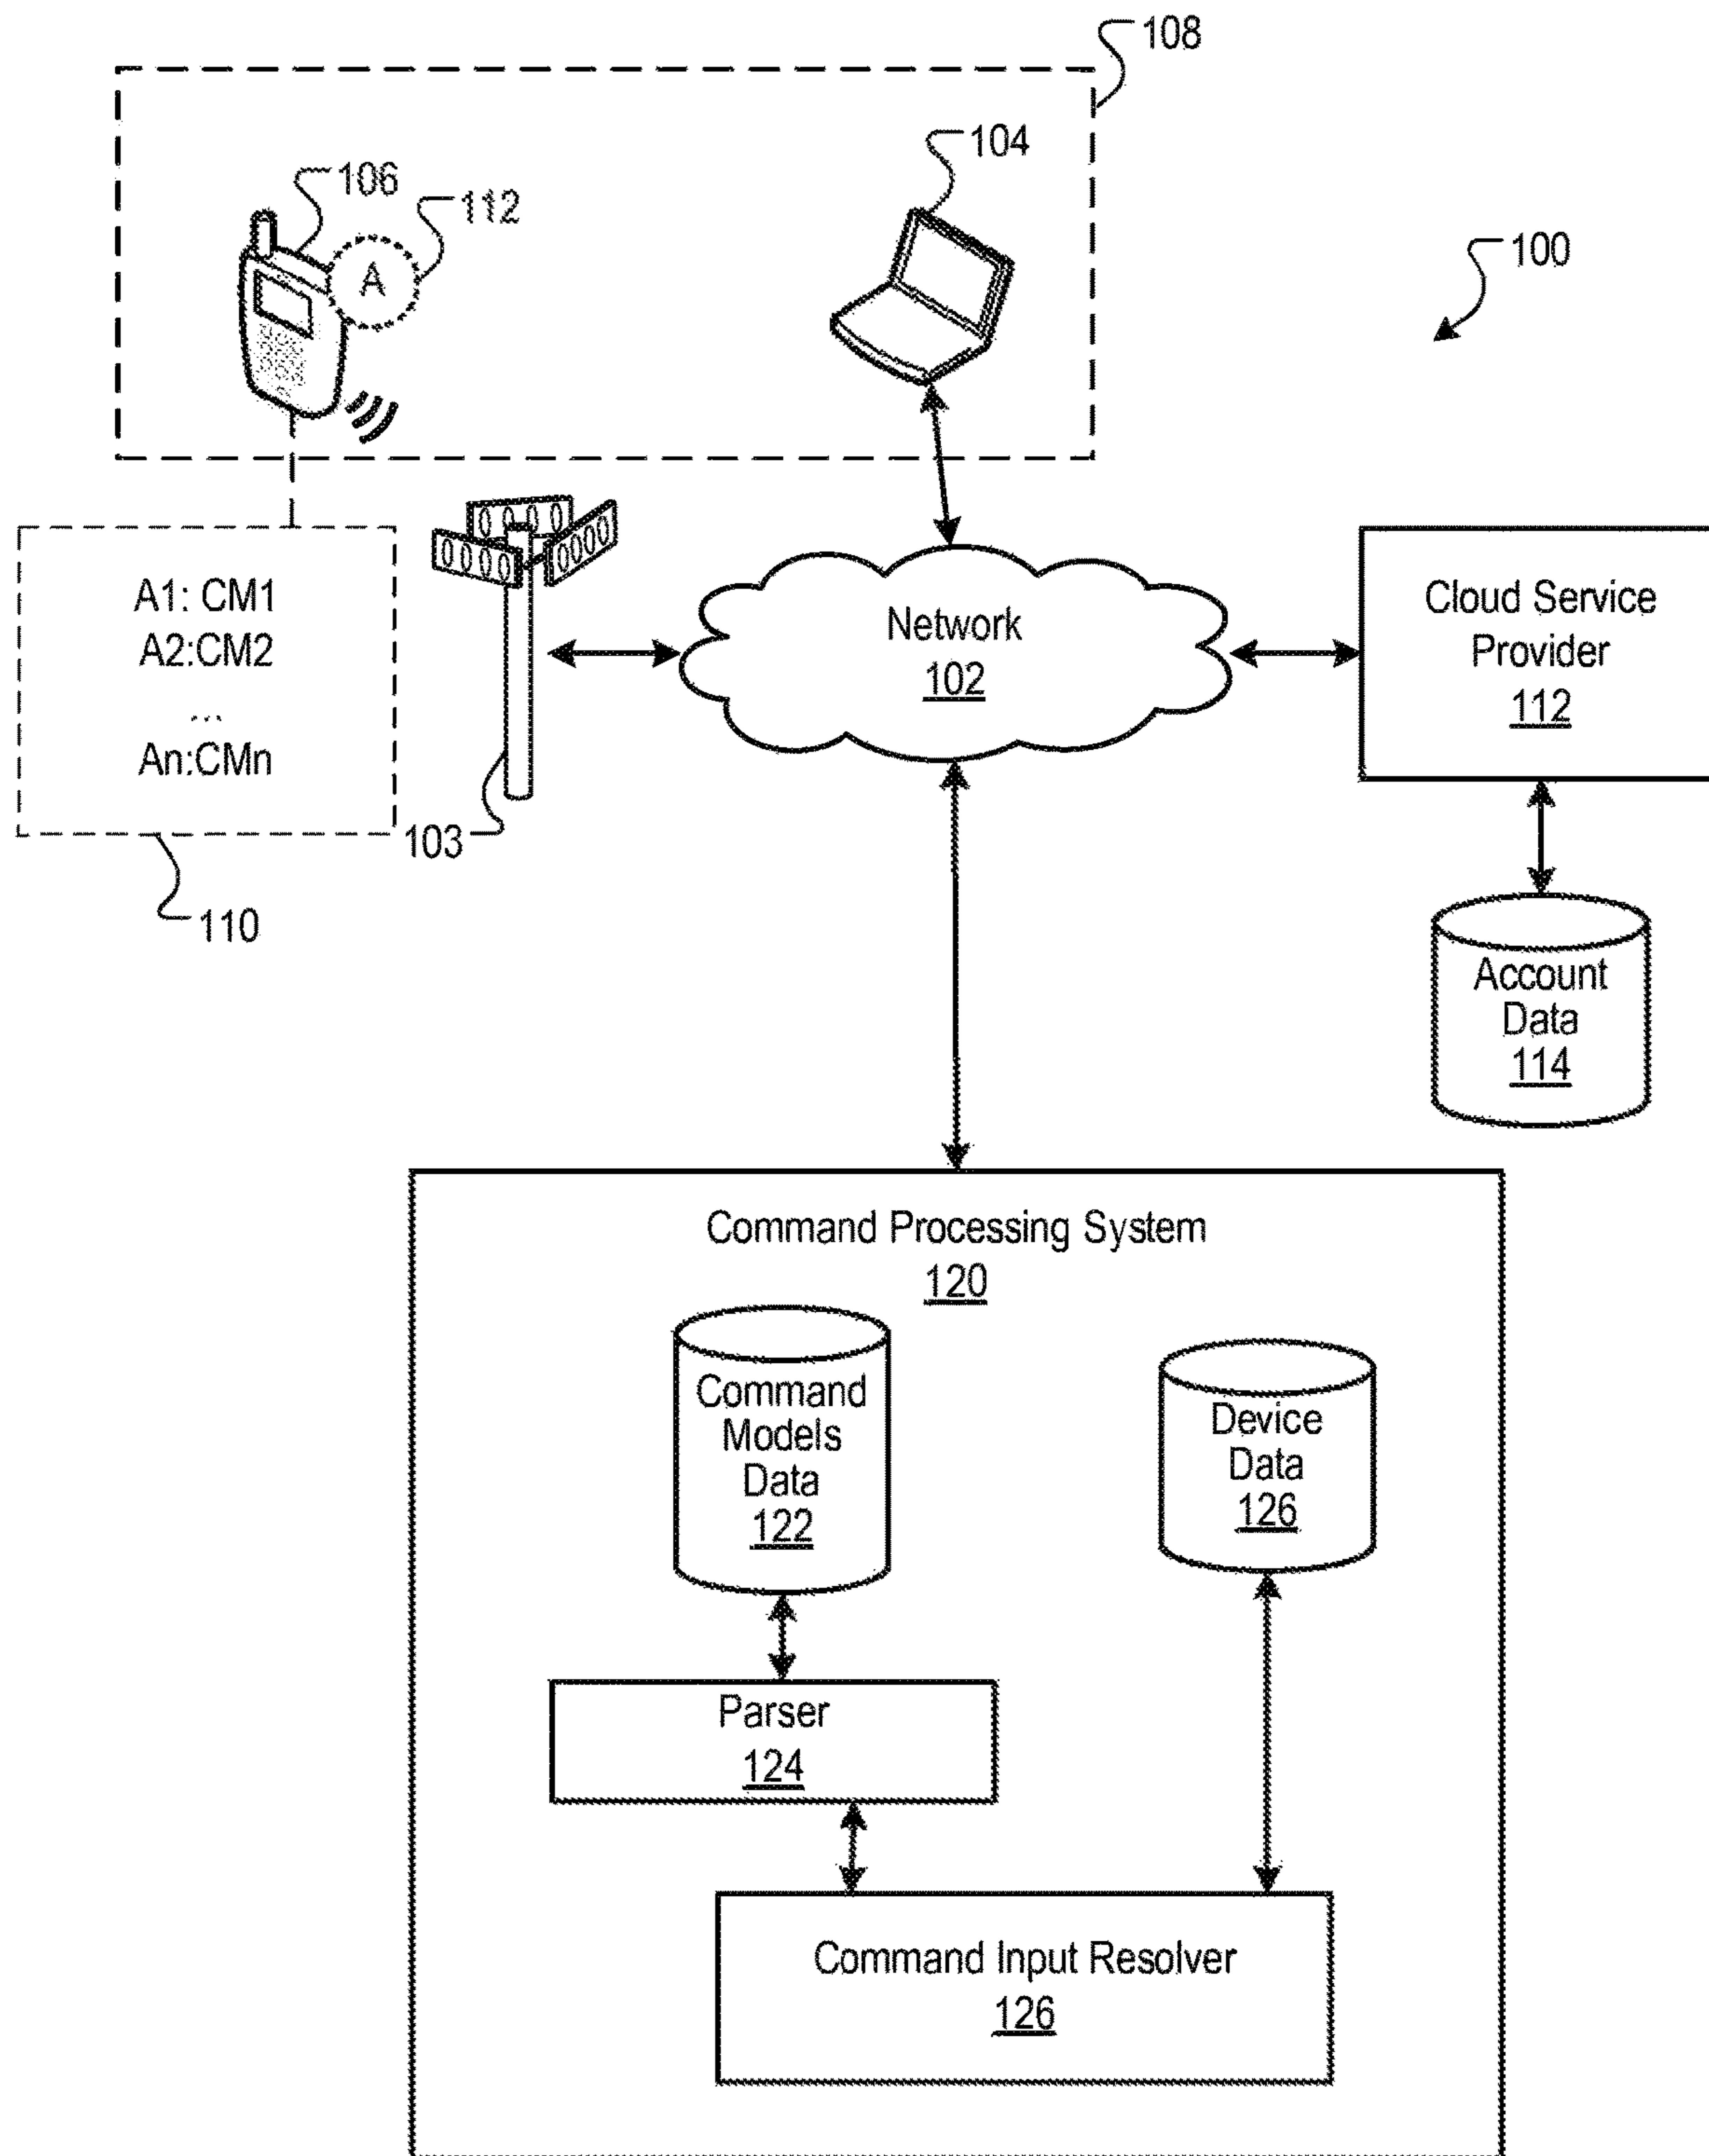 108
104
106
112
A
100
A1: CM1
A2:CM2
...
An:CMn
103
110
Network
102
Cloud Service
Provider
112
Account
Data
114
Command Processing System
120
Command
Models
Data
122
Device
Data
126
Parser
124
Command Input Resolver
126